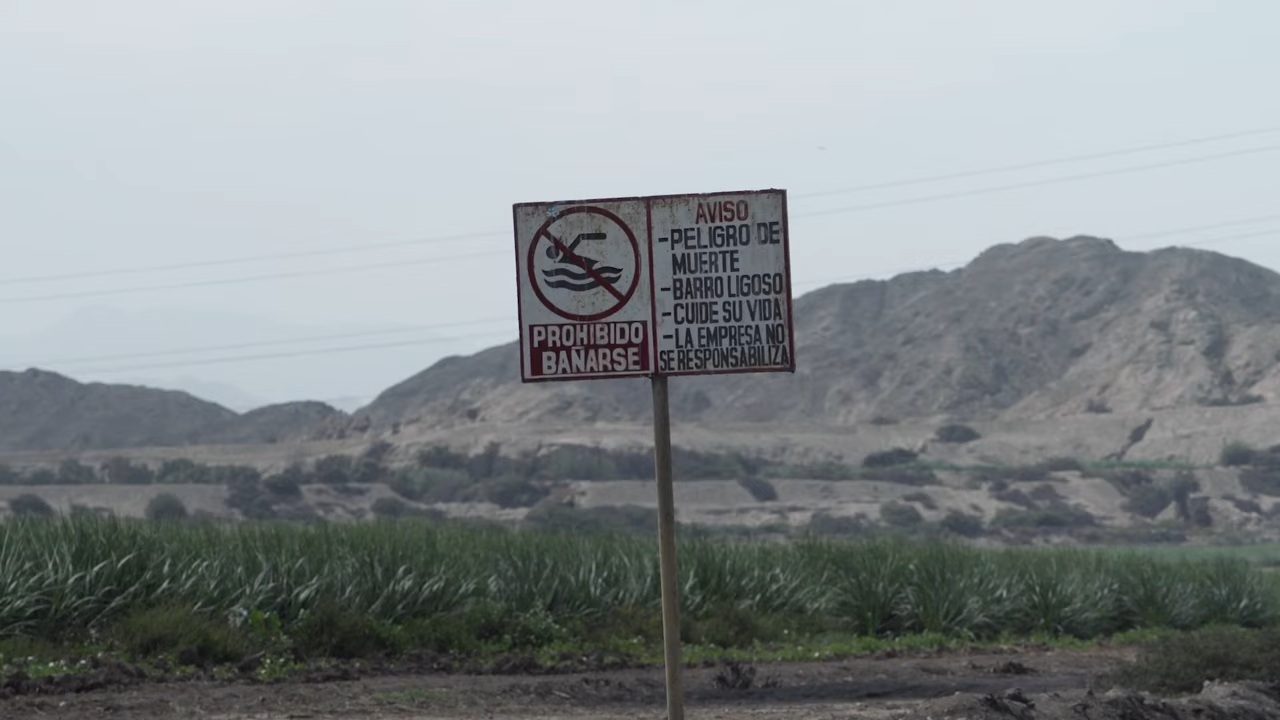 PROHIBIDO
BAÑARSE
AVISO
-PELIGRO DE
MUERTE
-BARRO LIGOSO
-CUIDE SU VIDA
-LA EMPRESA NO
SE RESPONSABILIZA